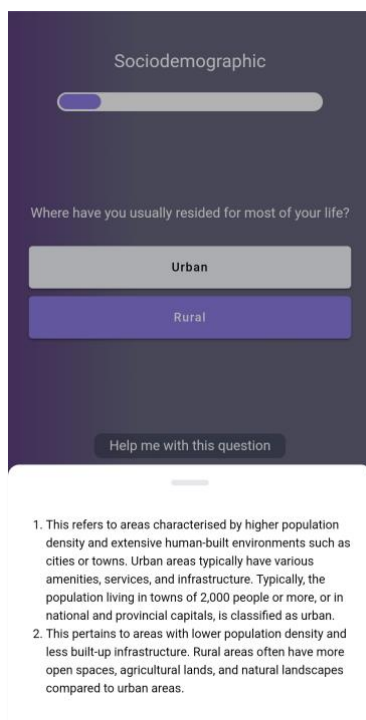 Sociodemographic
Where have you usually resided for most of your life?
Urban
Rural
Help me with this question
1. This refers to areas characterised by higher population
density and extensive human-built environments such as
cities or towns. Urban areas typically have various
amenities, services, and infrastructure. Typically, the
population living in towns of 2,000 people or more, or in
national and provincial capitals, is classified as urban.
2. This pertains to areas with lower population density and
less built-up infrastructure. Rural areas often have more
open spaces, agricultural lands, and natural landscapes
compared to urban areas.